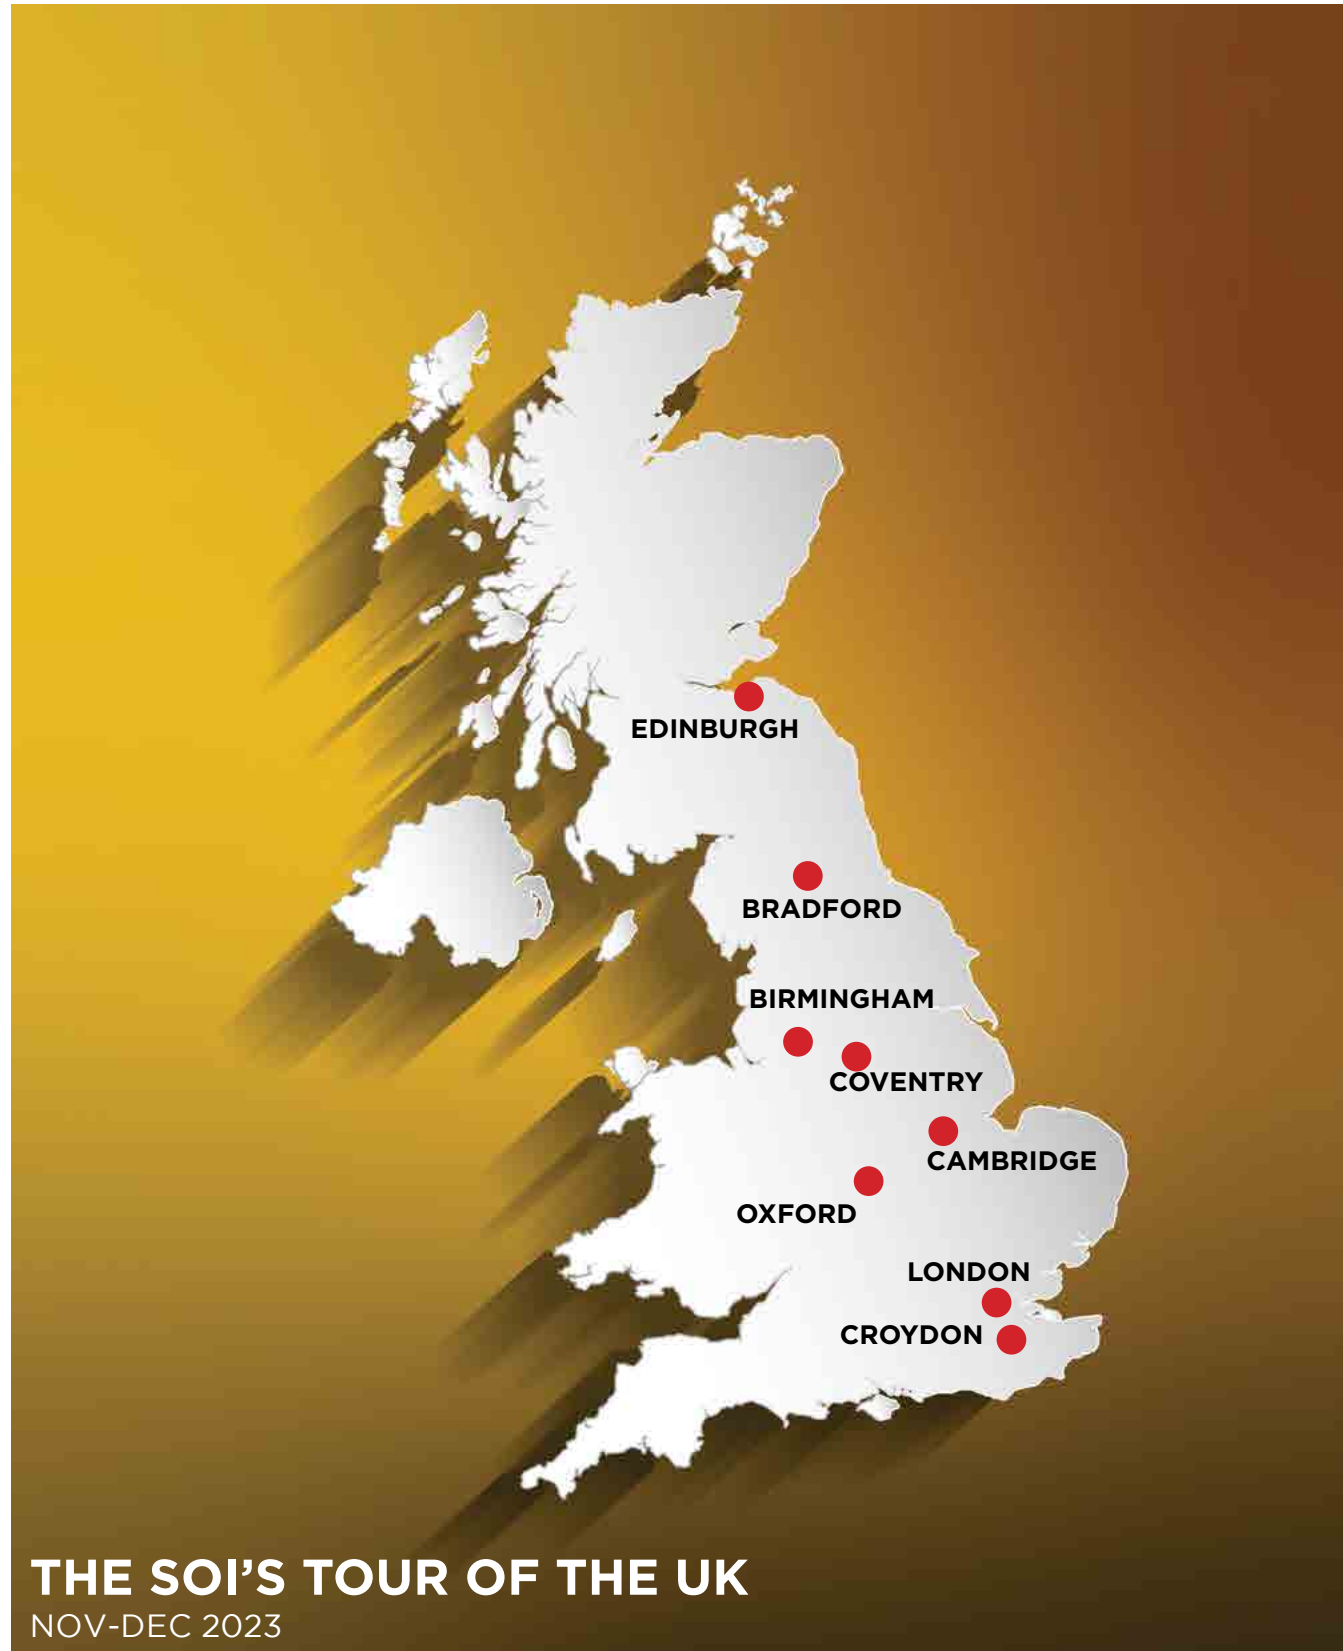 EDINBURGH
BRADFORD
BIRMINGHAM
COVENTRY
CAMBRIDGE
OXFORD
LONDON
CROYDON
THE SOI’S TOUR OF THE UK
NOV-DEC 2023